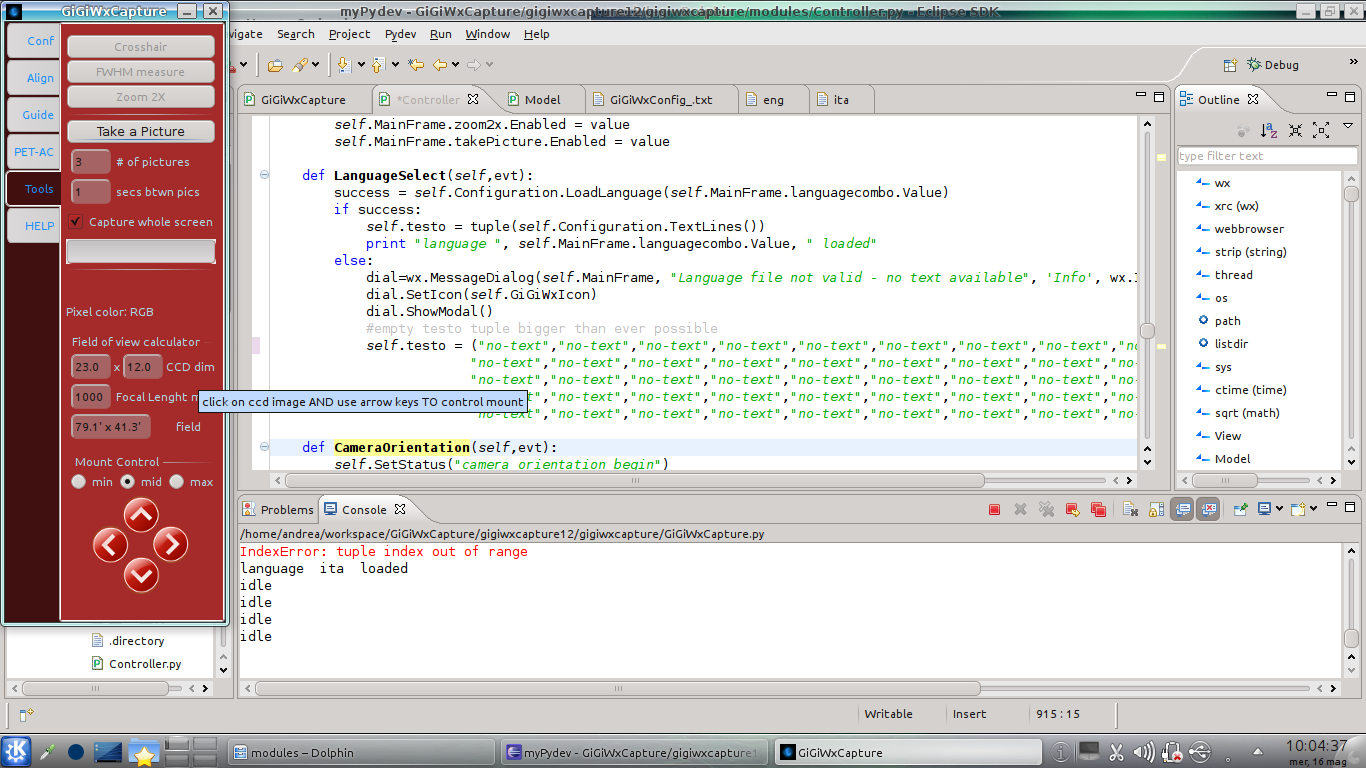 GiGiWxCapture
myPydev - GiGiWxCapture/gigiwxcapture12/gigiwxcapture/modules/Controller.py - Eclipse SDK
Conf
Align
Guide
PET-AC
Tools
HELP
Crosshair
FWHM measure
Zoom 2X
Take a Picture
3 # of pictures
1 secs btwn pics
Capture whole screen
Pixel color: RGB
Field of view calculator
23.0 x 12.0 CCD dim
1000 Focal Lenght
79.1' x 41.3' field
Mount Control
min mid max
click on ccd image AND use arrow keys TO control mount
.directory
Controller.py
vigate Search Project Pydev Run Window Help
Debug
GiGiWxCapture *Controller Model GiGiWxConfig_.txt eng ita
self.MainFrame.zoom2x.Enabled = value
self.MainFrame.takePicture.Enabled = value
def LanguageSelect(self,evt):
success = self.Configuration.LoadLanguage(self.MainFrame.languagecombo.Value)
if success:
self.testo = tuple(self.Configuration.TextLines())
print "language ", self.MainFrame.languagecombo.Value, " loaded"
else:
dial=wx.MessageDialog(self.MainFrame, "Language file not valid - no text available", 'Info', wx.I
dial.SetIcon(self.GiGiWxIcon)
dial.ShowModal()
#empty testo tuple bigger than ever possible
self.testo = ("no-text","no-text","no-text","no-text","no-text","no-text","no-text","no-text","no
"no-text","no-text","no-text","no-text","no-text","no-text","no-text","no-text","no
"no-text","no-text","no-text","no-text","no-text","no-text","no-text","no-text","no
"no-text","no-text","no-text","no-text","no-text","no-text","no-text","no
"no-text","no-text","no-text","no-text","no-text","no-text","no-text","no-text","no
def CameraOrientation(self,evt):
self.SetStatus("camera orientation begin")
Outline
type filter text
wx
xrc (wx)
webbrowser
strip (string)
thread
os
path
listdir
sys
ctime (time)
sqrt (math)
View
Model
Problems Console
/home/andrea/workspace/GiGiWxCapture/gigiwxcapture12/gigiwxcapture/GiGiWxCapture.py
IndexError: tuple index out of range
language ita loaded
idle
idle
idle
idle
Writable Insert 915 : 15
modules – Dolphin
myPydev - GiGiWxCapture/gigiwxcapture1
GiGiWxCapture
10:04:37
mer, 16 mag